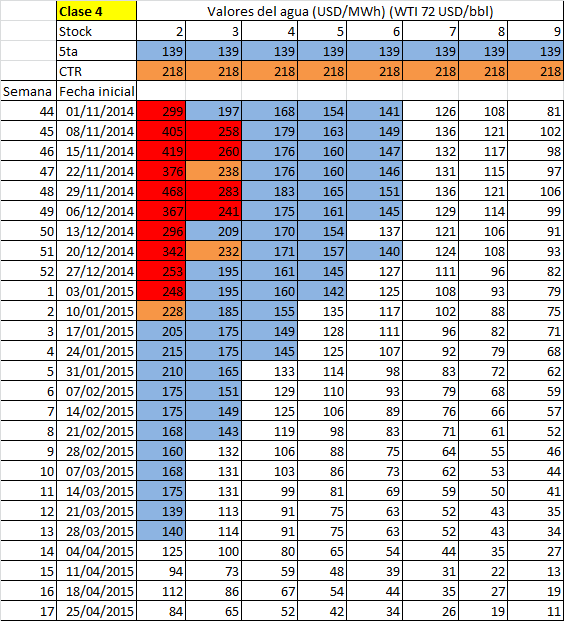 Clase 4 Valores del agua (USD/MWh) (WTI 72 USD/bbl)
Stock 2 3 4 5 6 7 8 9
5ta 139 139 139 139 139 139 139 139
CTR 218 218 218 218 218 218 218 218
Semana Fecha inicial
44 01/11/2014 299 197 168 154 141 126 108 81
45 08/11/2014 405 258 179 163 149 136 121 102
46 15/11/2014 419 260 176 160 147 132 117 98
47 22/11/2014 376 238 176 160 146 131 115 97
48 29/11/2014 468 283 183 165 151 136 121 106
49 06/12/2014 367 241 175 161 145 129 114 99
50 13/12/2014 296 209 170 154 137 121 106 91
51 20/12/2014 342 232 171 157 140 124 108 93
52 27/12/2014 253 195 161 145 127 111 96 82
1 03/01/2015 248 195 160 142 125 108 93 79
2 10/01/2015 228 185 155 135 117 102 88 75
3 17/01/2015 205 175 149 128 111 96 82 71
4 24/01/2015 215 175 145 125 107 92 79 68
5 31/01/2015 210 165 133 114 98 83 72 62
6 07/02/2015 175 151 129 110 93 79 68 59
7 14/02/2015 175 149 125 106 89 76 66 57
8 21/02/2015 168 143 119 98 83 71 61 52
9 28/02/2015 160 132 106 88 75 64 55 46
10 07/03/2015 168 131 103 86 73 62 53 44
11 14/03/2015 175 131 99 81 69 59 50 41
12 21/03/2015 139 113 91 75 63 52 43 35
13 28/03/2015 140 114 91 75 63 52 43 34
14 04/04/2015 125 100 80 65 54 44 35 27
15 11/04/2015 94 73 59 48 39 31 22 13
16 18/04/2015 112 86 67 54 44 35 27 19
17 25/04/2015 84 65 52 42 34 26 19 11